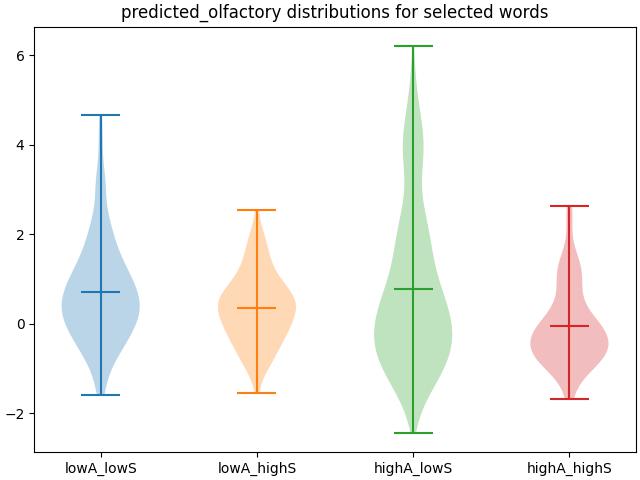 predicted_olfactory distributions for selected words
6
4
2
0
−2
lowA_lowS lowA_highS highA_lowS highA_highS